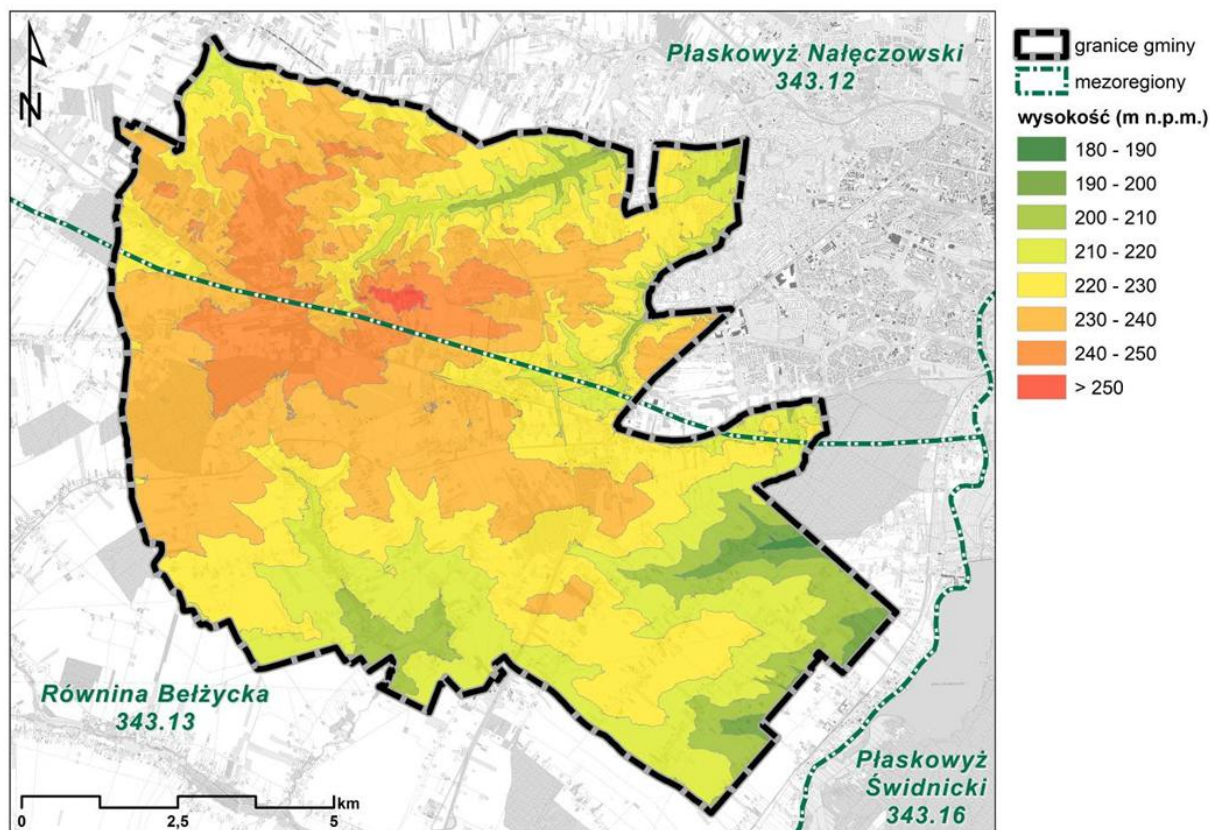 N
Płaskowyż Nałęczowski
343.12
Równina Bełżycka
343.13
Płaskowyż
Świdnicki
343.16
km
0 2,5 5
granice gminy
mezoregiony
wysokość (m n.p.m.)
180 - 190
190 - 200
200 - 210
210 - 220
220 - 230
230 - 240
240 - 250
> 250